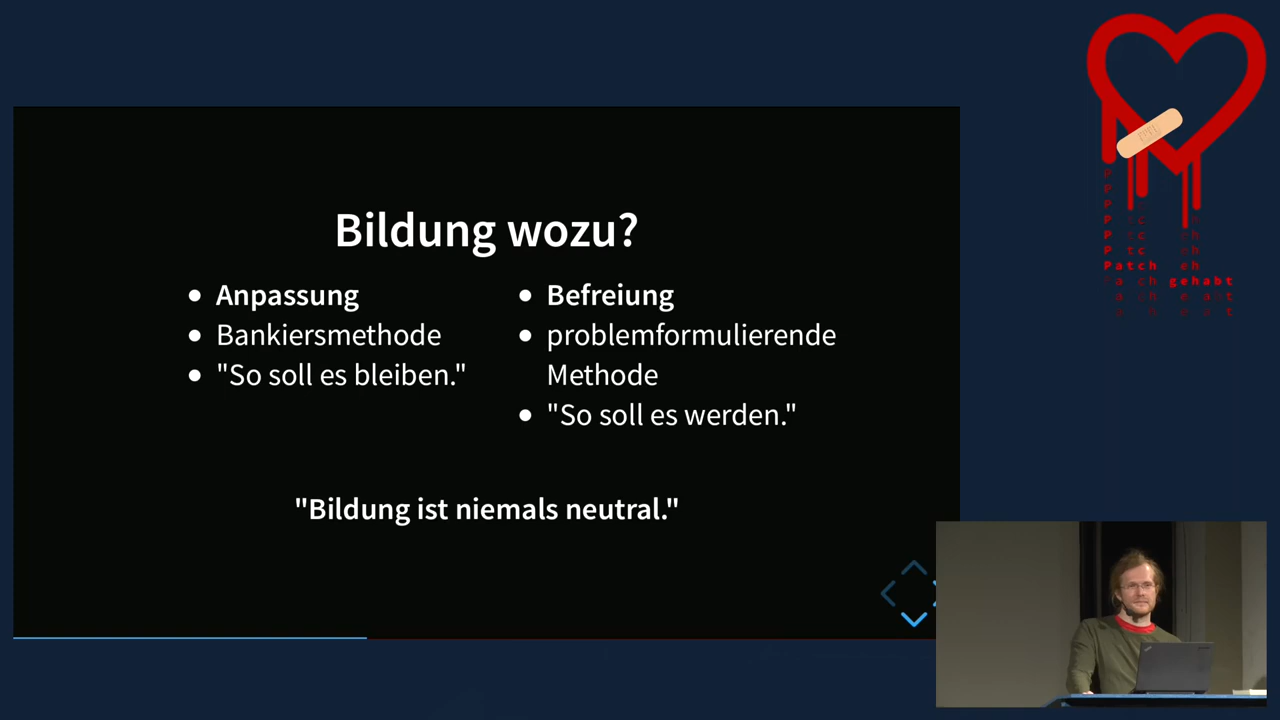 Bildung wozu?
Anpassung
Bankiersmethode
"So soll es bleiben."
Befreiung
problemformulierende
Methode
"So soll es werden."
"Bildung ist niemals neutral."
Patch
gehabt